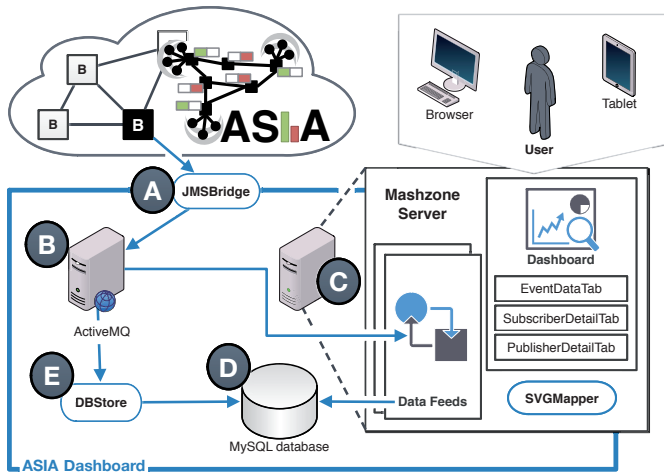 B
B
B
B
ASIA
Browser
User
Tablet
A
JMSBridge
B
ActiveMQ
C
Mashzone
Server
Dashboard
EventDataTab
SubscriberDetailTab
PublisherDetailTab
SVGMapper
Data Feeds
E
DBStore
D
MySQL database
ASIA Dashboard